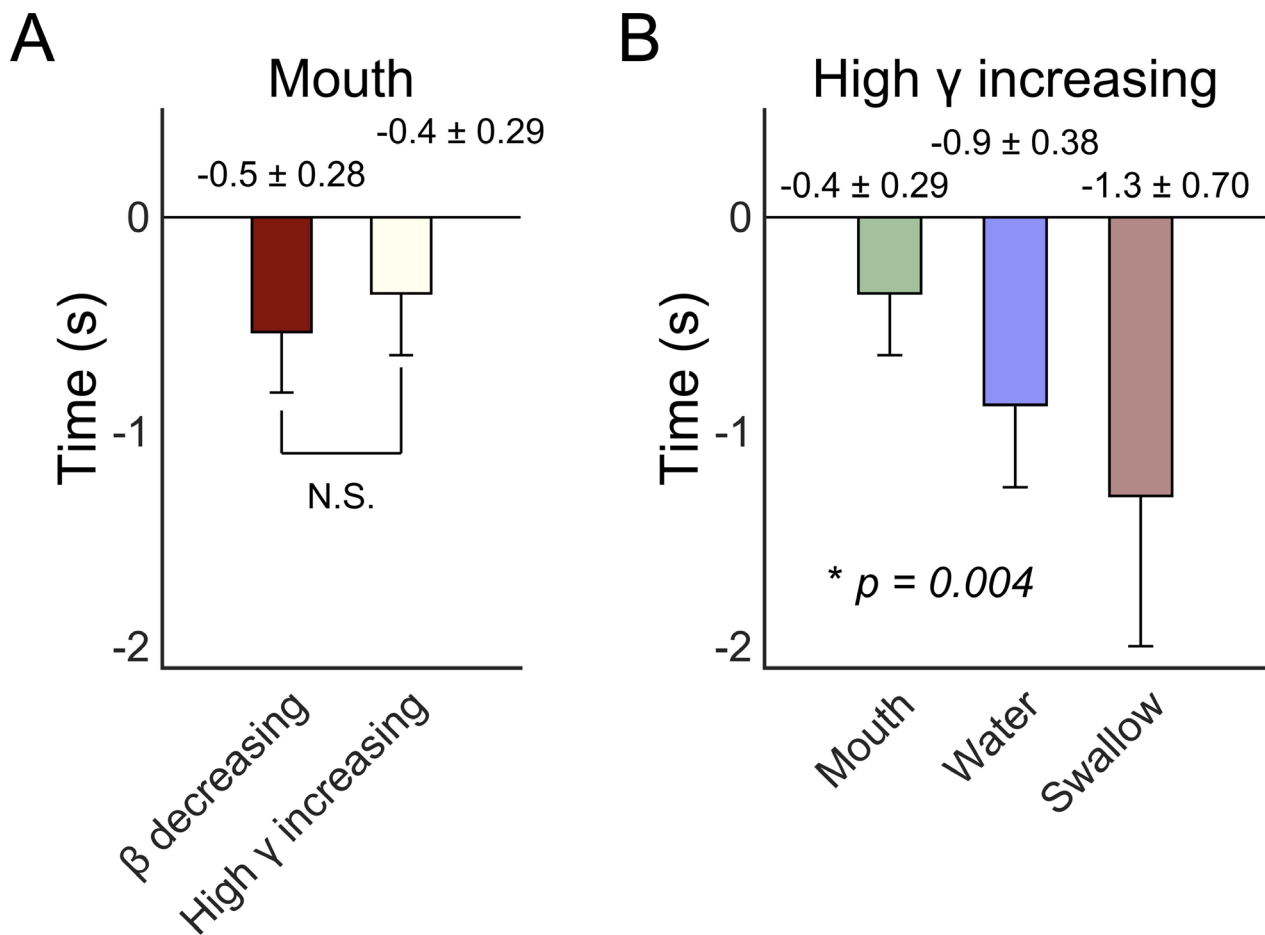 A
Mouth
-0.4 ± 0.29
-0.5 ± 0.28
0
-1
-2
Time (s)
N.S.
β decreasing
High γ increasing
B
High γ increasing
-0.9 ± 0.38
-0.4 ± 0.29
-1.3 ± 0.70
0
-1
-2
Time (s)
* p = 0.004
Mouth
Water
Swallow